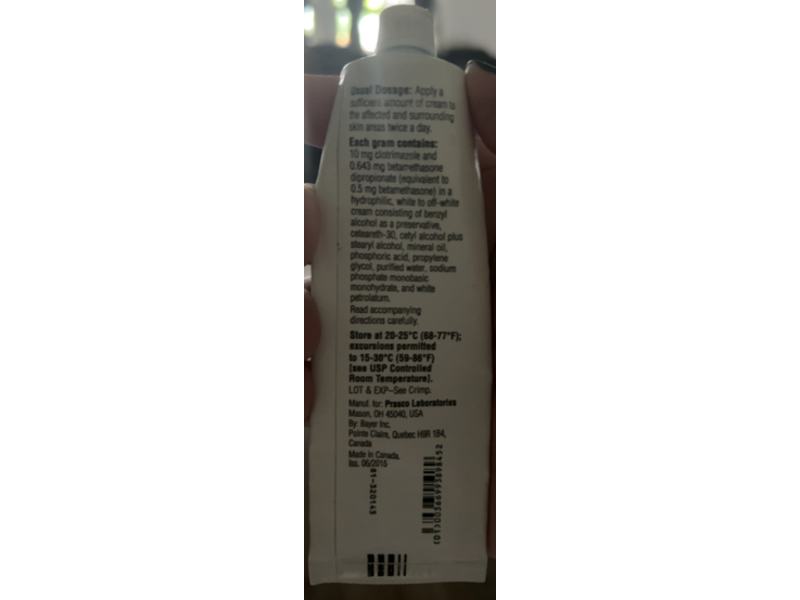 Usual Dosage: Apply a
sufficient amount of cream to
the affected and surrounding
skin areas twice a day.
Each gram contains:
10 mg clotrimazole and
0.643 mg betamethasone
dipropionate (equivalent to
0.5 mg betamethasone) in a
hydrophilic, white to off-white
cream consisting of benzyl
alcohol as a preservative,
ceteareth-30, cetyl alcohol plus
stearyl alcohol, mineral oil,
phosphoric acid, propylene
glycol, purified water, sodium
phosphate monobasic
monohydrate, and white
petrolatum.
Read accompanying
directions carefully.
Store at 20-25°C (68-77°F);
excursions permitted
to 15-30°C (59-86°F)
[see USP Controlled
Room Temperature].
LOT & EXP–See Crimp.
Manuf. for: Prasco Laboratories
Mason, OH 45040, USA
By: Bayer Inc.
Pointe Claire, Quebec H9R 1B4,
Canada
Made in Canada.
Iss. 06/2015